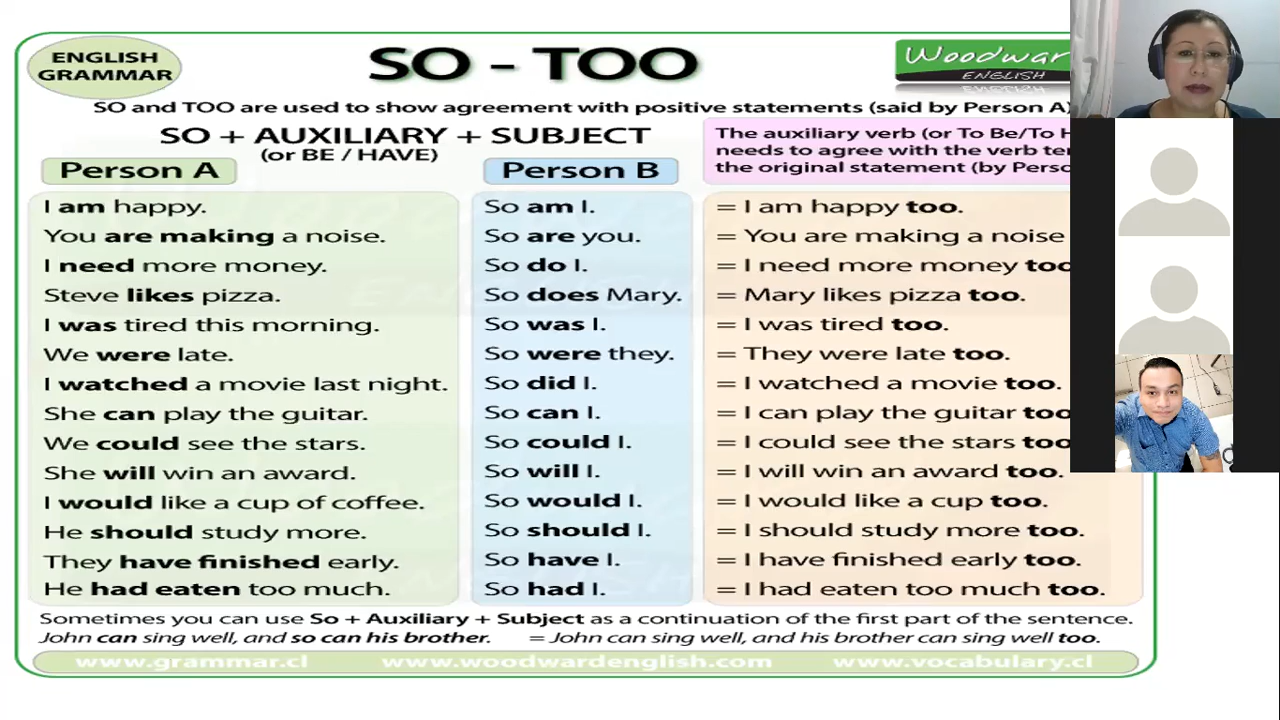 ENGLISH
GRAMMAR
SO - TOO
Woodwar
ENGLISH
SO and TOO are used to show agreement with positive statements (said by Person A)
SO + AUXILIARY + SUBJECT
(or BE / HAVE)
The auxiliary verb (or To Be/To H
needs to agree with the verb ten
the original statement (by Perso
Person A
Person B
I am happy.
So am I.
= I am happy too.
You are making a noise.
So are you.
= You are making a noise
I need more money.
So do I.
= I need more money too
Steve likes pizza.
So does Mary.
= Mary likes pizza too.
I was tired this morning.
So was I.
= I was tired too.
We were late.
So were they.
= They were late too.
I watched a movie last night.
So did I.
= I watched a movie too.
She can play the guitar.
So can I.
= I can play the guitar too
We could see the stars.
So could I.
= I could see the stars too
She will win an award.
So will I.
= I will win an award too.
I would like a cup of coffee.
So would I.
= I would like a cup too.
He should study more.
So should I.
= I should study more too.
They have finished early.
So have I.
= I have finished early too.
He had eaten too much.
So had I.
= I had eaten too much too.
Sometimes you can use So + Auxiliary + Subject as a continuation of the first part of the sentence.
John can sing well, and so can his brother. = John can sing well, and his brother can sing well too.
www.grammar.cl www.woodwardenglish.com www.vocabulary.cl